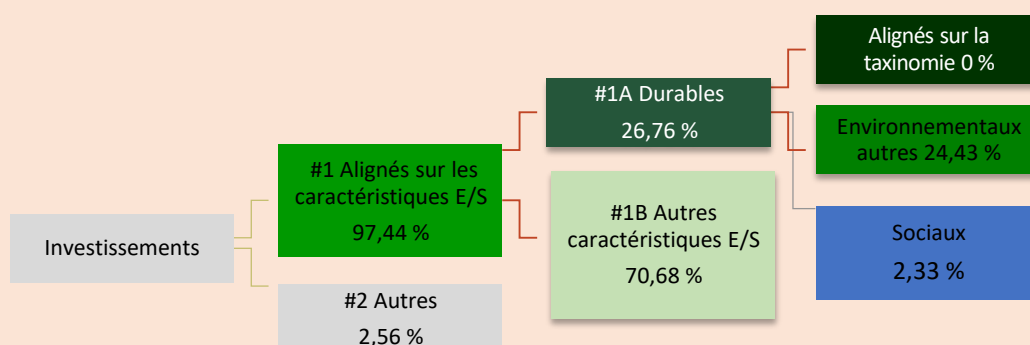 Investissements
#1 Alignés sur les
caractéristiques E/S
97,44 %
#2 Autres
2,56 %
#1A Durables
26,76 %
#1B Autres
caractéristiques E/S
70,68 %
Alignés sur la
taxinomie 0 %
Environnementaux
autres 24,43 %
Sociaux
2,33 %